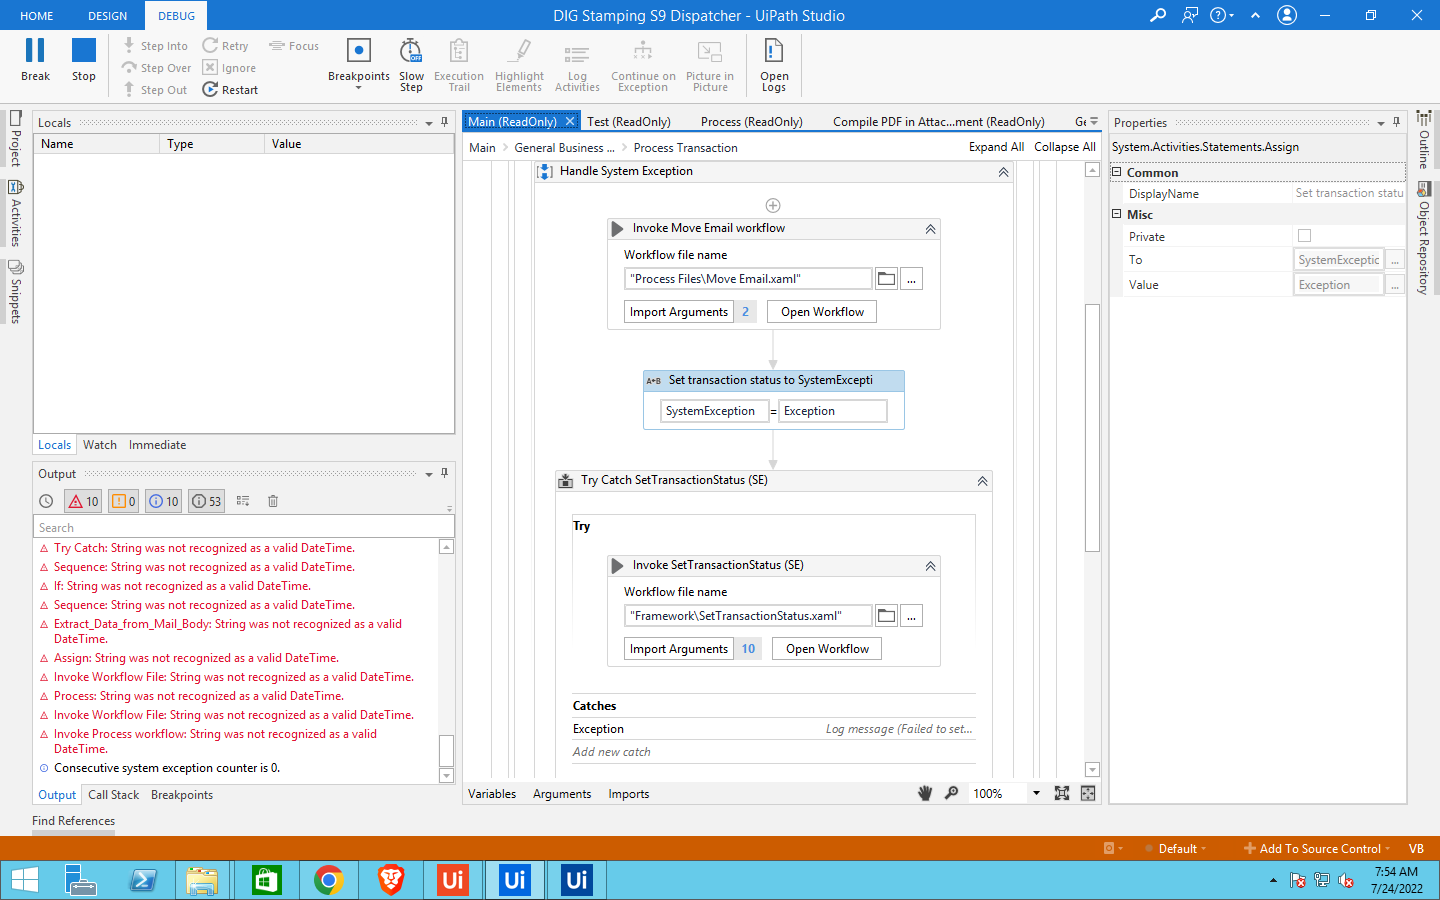 DIG Stamping S9 Dispatcher - UiPath Studio
HOME
DESIGN
DEBUG
Break
Stop
Step Into
Step Over
Step Out
Retry
Ignore
Restart
Focus
Breakpoints
Slow
Step
OFF
Execution
Trail
Highlight
Elements
Log
Activities
Continue on
Exception
Picture in
Picture
Open
Logs
Project
Activities
Snippets
Locals
Name
Type
Value
Locals
Watch
Immediate
Output
10
0
10
53
Search
Try Catch: String was not recognized as a valid DateTime.
Sequence: String was not recognized as a valid DateTime.
If: String was not recognized as a valid DateTime.
Sequence: String was not recognized as a valid DateTime.
Extract_Data_from_Mail_Body: String was not recognized as a valid
DateTime.
Assign: String was not recognized as a valid DateTime.
Invoke Workflow File: String was not recognized as a valid DateTime.
Process: String was not recognized as a valid DateTime.
Invoke Workflow File: String was not recognized as a valid DateTime.
Invoke Process workflow: String was not recognized as a valid
DateTime.
Consecutive system exception counter is 0.
Output
Call Stack
Breakpoints
Find References
Main (ReadOnly)
Test (ReadOnly)
Process (ReadOnly)
Compile PDF in Attac...ment (ReadOnly)
Ge
Main
General Business ...
Process Transaction
Expand All
Collapse All
Handle System Exception
Invoke Move Email workflow
Workflow file name
"Process Files\Move Email.xaml"
...
Import Arguments
2
Open Workflow
A+B
Set transaction status to SystemExcepti
SystemException
=
Exception
Try Catch SetTransactionStatus (SE)
Try
Invoke SetTransactionStatus (SE)
Workflow file name
"Framework\SetTransactionStatus.xaml"
...
Import Arguments
10
Open Workflow
Catches
Exception
Log message (Failed to set...
Add new catch
Variables
Arguments
Imports
100%
Properties
System.Activities.Statements.Assign
Common
DisplayName
Set transaction statu
Misc
Private
To
SystemExceptic
...
Value
Exception
...
Outline
Object Repository
Default
Add To Source Control
VB
Ui
Ui
Ui
7:54 AM
7/24/2022